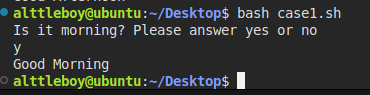 alttleboy@ubuntu:~/Desktop$ bash case1.sh
Is it morning? Please answer yes or no
y
Good Morning
alttleboy@ubuntu:~/Desktop$